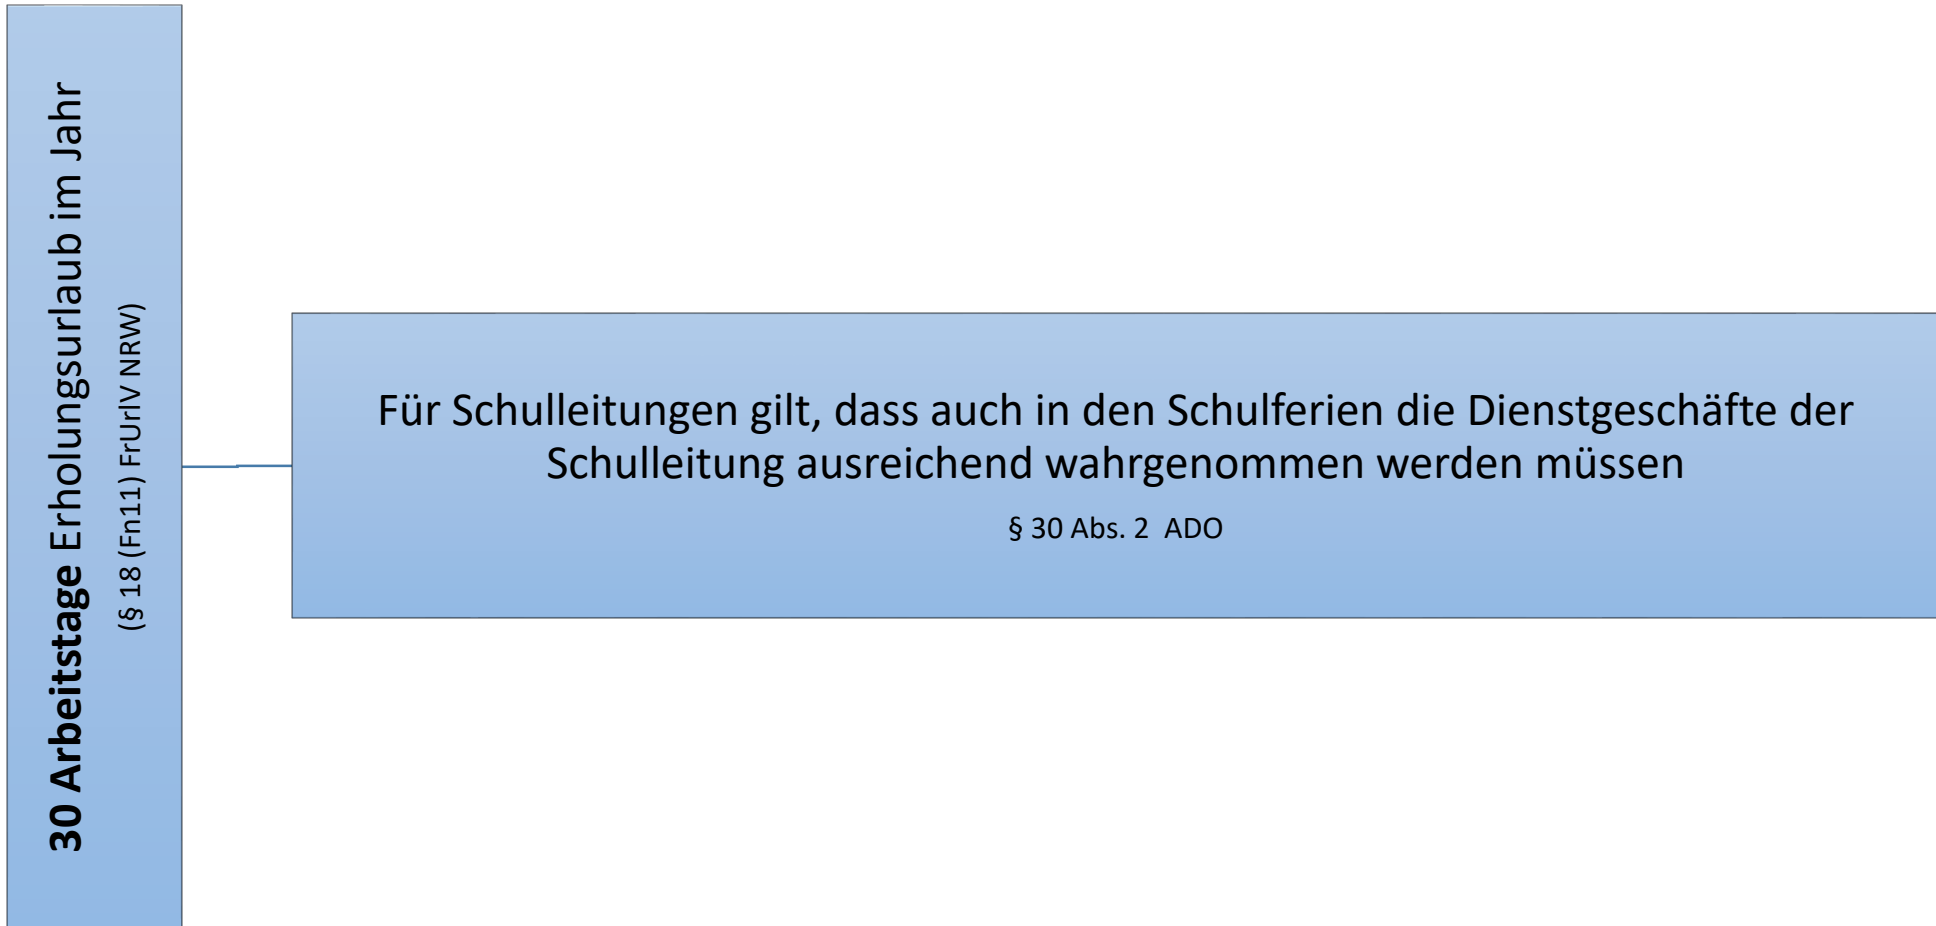 30 Arbeitstage Erholungsurlaub im Jahr
(§ 18 (Fn11) FrUrlV NRW)
Für Schulleitungen gilt, dass auch in den Schulferien die Dienstgeschäfte der
Schulleitung ausreichend wahrgenommen werden müssen
§ 30 Abs. 2 ADO